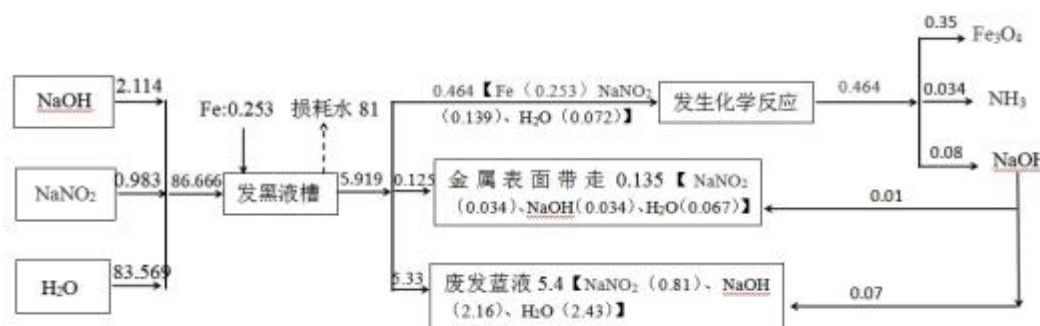 0.35
Fe₃O₄
NaOH
2.114
Fe:0.253
损耗水 81
0.464【Fe（0.253）NaNO₂
（0.139）、H₂O（0.072）】
发生化学反应
0.464
0.034
NH₃
0.08
NaOH
NaNO₂
0.983
86.666
发黑液槽
5.919
0.125
金属表面带走 0.135【NaNO₂
（0.034）、NaOH(0.034)、H₂O(0.067)】
0.01
H₂O
83.569
5.33
废发蓝液 5.4【NaNO₂（0.81）、NaOH
（2.16）、H₂O（2.43）】
0.07